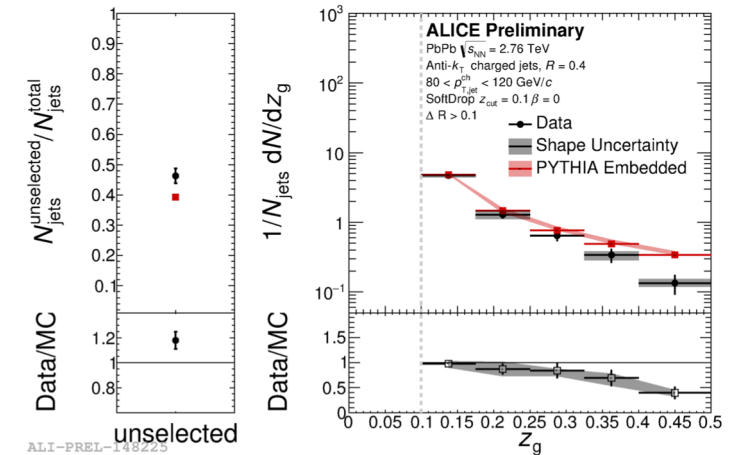 N_jets^unselected/N_jets^total
1
0.9
0.8
0.7
0.6
0.5
0.4
0.3
0.2
0.1
Data/MC
1.2
1
0.8
unselected
1/N_jets dN/dz_g
10³
10²
10
1
10⁻¹
ALICE Preliminary
PbPb √s_NN = 2.76 TeV
Anti-k_T charged jets, R = 0.4
80 < p_T,jet^ch < 120 GeV/c
SoftDrop z_cut = 0.1 β = 0
Δ R > 0.1
Data
Shape Uncertainty
PYTHIA Embedded
Data/MC
1.5
1
0.5
0
0 0.05 0.1 0.15 0.2 0.25 0.3 0.35 0.4 0.45 0.5
z_g
ALI-PREL-148225